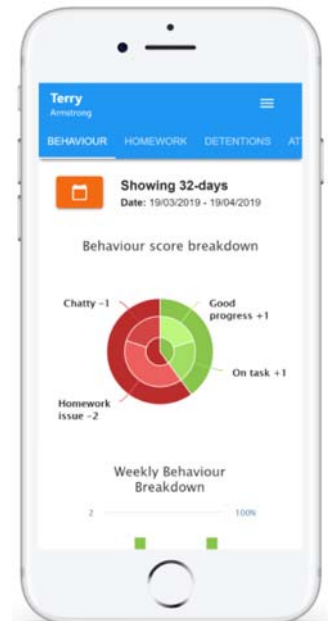 Terry
Armstrong
BEHAVIOUR HOMEWORK DETENTIONS AT
Showing 32-days
Date: 19/03/2019 - 19/04/2019
Behaviour score breakdown
Chatty -1
Good
progress +1
On task +1
Homework
issue -2
Weekly Behaviour
Breakdown
2 100%